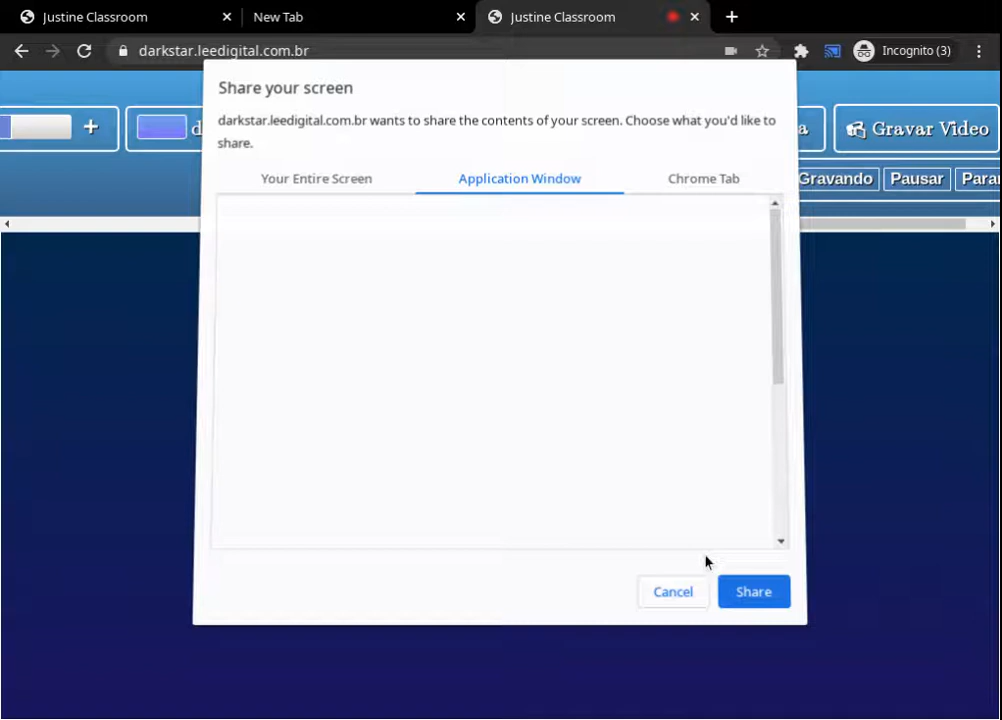 Justine Classroom
New Tab
Justine Classroom
darkstar.leedigital.com.br
Incognito (3)
Gravar Video
Gravando
Pausar
Share your screen
darkstar.leedigital.com.br wants to share the contents of your screen. Choose what you'd like to
share.
Your Entire Screen
Application Window
Chrome Tab
Cancel
Share